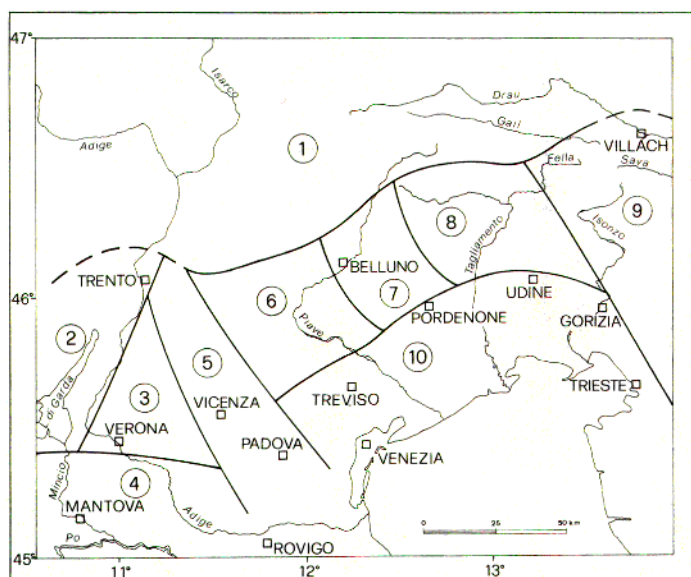 47°
Isarco
Adige
1
Drau
Gail
VILLACH
Fella
Sava
9
8
Isonzo
Tagliamento
TRENTO
46°
BELLUNO
6
7
UDINE
PORDENONE
GORIZIA
2
Piave
10
5
di Garda
3
VICENZA
TREVISO
TRIESTE
VERONA
PADOVA
VENEZIA
4
Mincio
MANTOVA
Adige
0 25 50 km
Po
ROVIGO
45°
11°
12°
13°